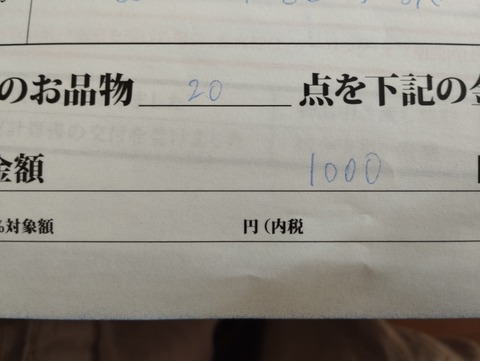 のお品物 20 点を下記の
金額 1000
%対象額 円(内税